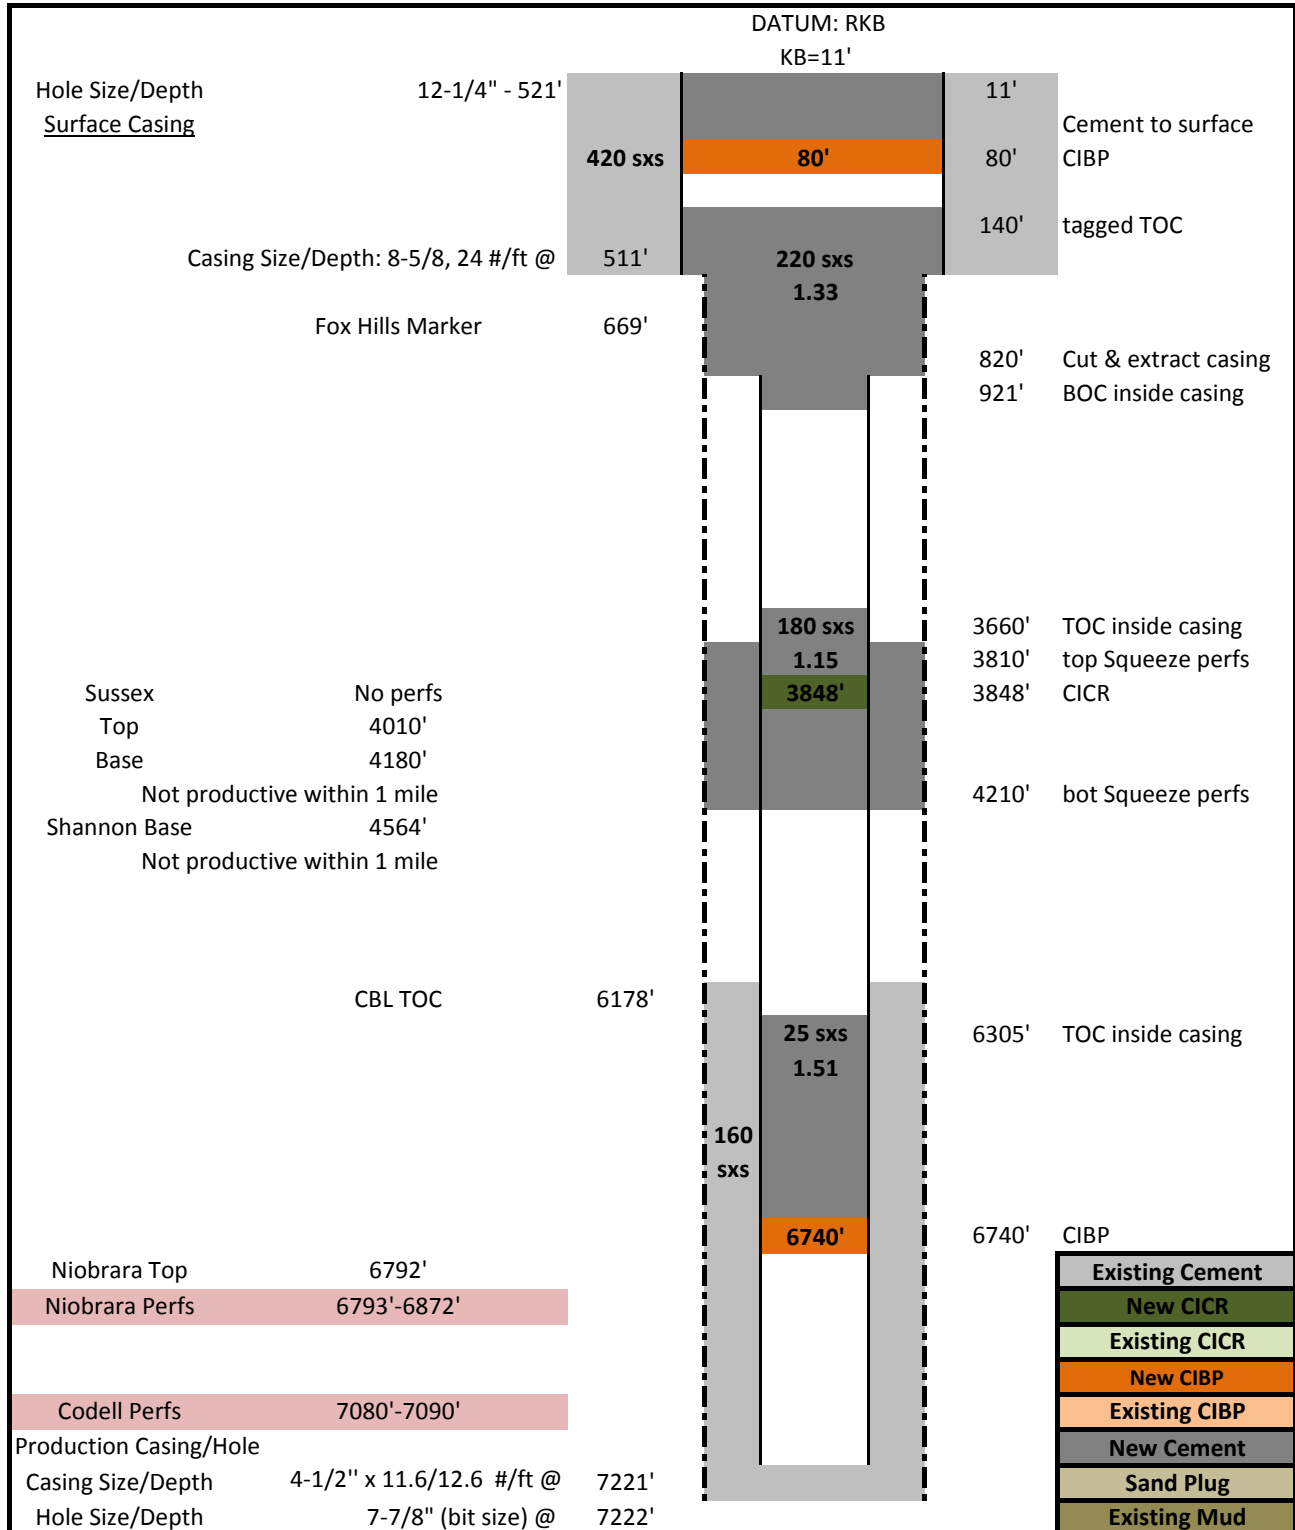 DATUM: RKB
KB=11'
Hole Size/Depth 12-1/4" - 521' 11'
Surface Casing Cement to surface
420 sxs 80' 80' CIBP
140' tagged TOC
Casing Size/Depth: 8-5/8, 24 #/ft @ 511' 220 sxs
1.33
Fox Hills Marker 669'
820' Cut & extract casing
921' BOC inside casing
180 sxs 3660' TOC inside casing
1.15 3810' top Squeeze perfs
Sussex No perfs 3848' 3848' CICR
Top 4010'
Base 4180'
Not productive within 1 mile 4210' bot Squeeze perfs
Shannon Base 4564'
Not productive within 1 mile
CBL TOC 6178'
25 sxs 6305' TOC inside casing
1.51
160
sxs
6740' 6740' CIBP
Niobrara Top 6792' Existing Cement
Niobrara Perfs 6793'-6872' New CICR
Existing CICR
New CIBP
Codell Perfs 7080'-7090' Existing CIBP
Production Casing/Hole New Cement
Casing Size/Depth 4-1/2'' x 11.6/12.6 #/ft @ 7221' Sand Plug
Hole Size/Depth 7-7/8" (bit size) @ 7222' Existing Mud